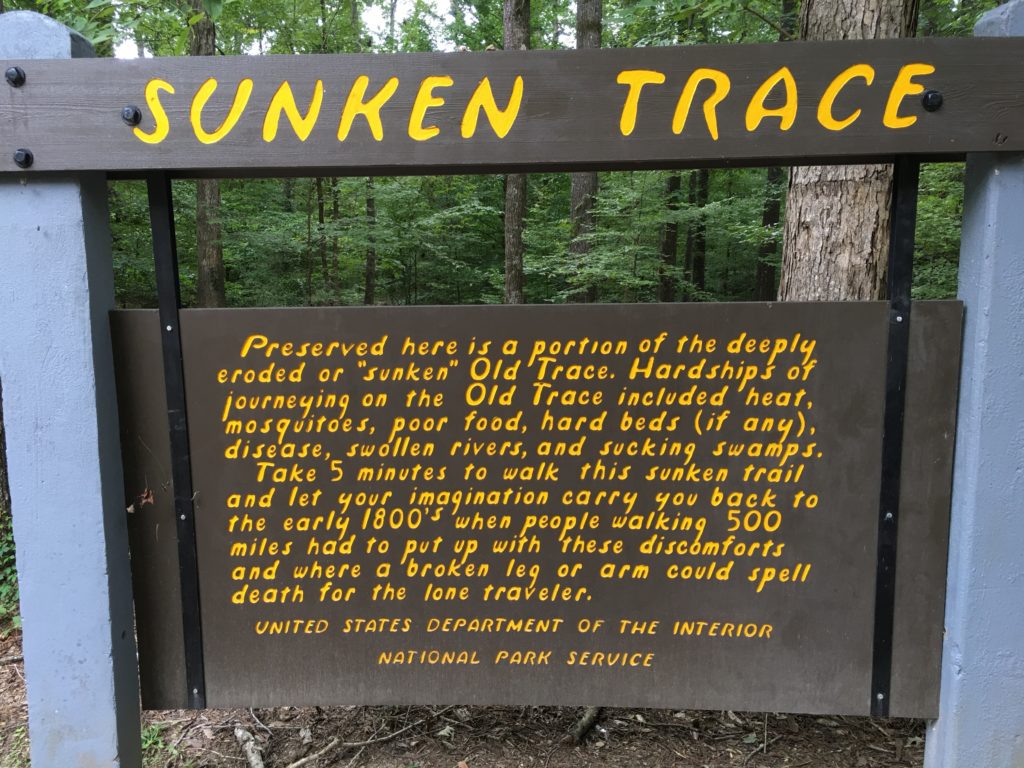 SUNKEN TRACE
Preserved here is a portion of the deeply
eroded or "sunken" Old Trace. Hardships of
journeying on the Old Trace included heat,
mosquitoes, poor food, hard beds (if any),
disease, swollen rivers, and sucking swamps.
Take 5 minutes to walk this sunken trail
and let your imagination carry you back to
the early 1800's when people walking 500
miles had to put up with these discomforts
and where a broken leg or arm could spell
death for the lone traveler.
UNITED STATES DEPARTMENT OF THE INTERIOR
NATIONAL PARK SERVICE